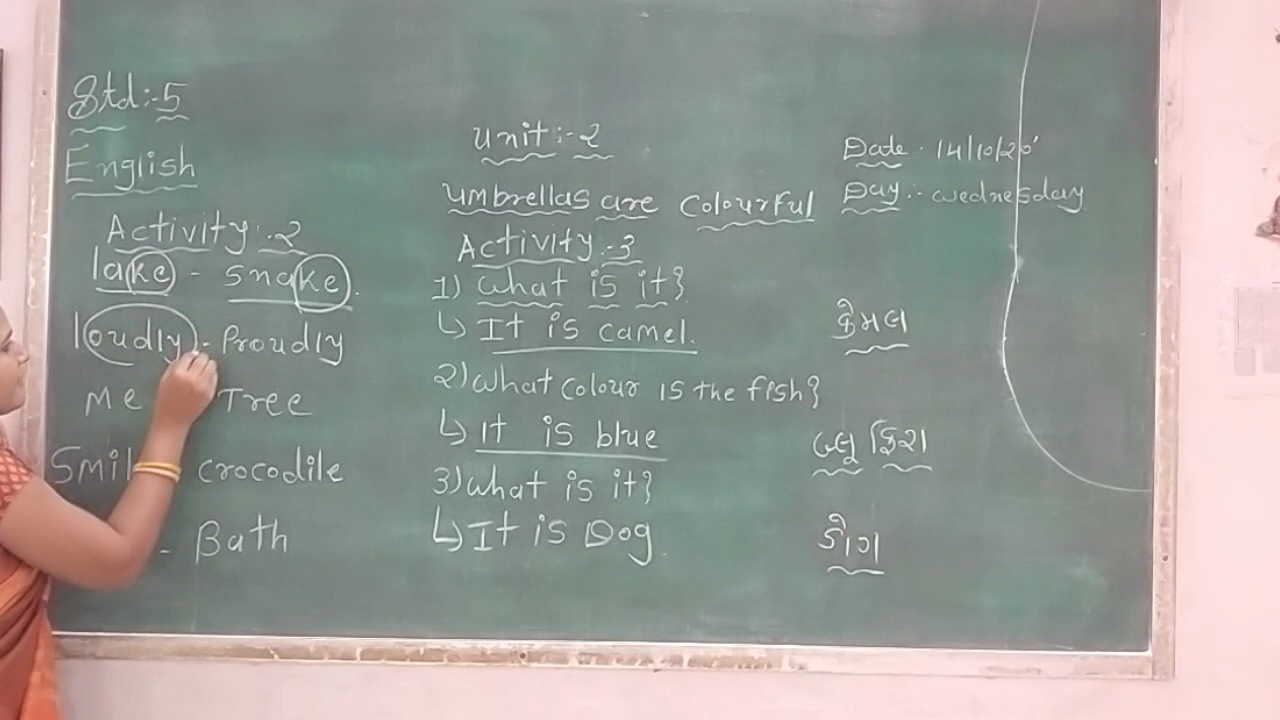 Std:-5
English
Activity:-2
lake - snake.
loudly - Proudly
Me Tree
crocodile
- Bath
Unit:-2
Umbrellas are Colourful
Activity:-3
1) What is it?
↳ It is camel.
2) What colour is the fish?
↳ It is blue
3) What is it?
↳ It is Dog.
Date - 14/10/20'
Day:- Wednesday
કેમલ
બ્લુ ફિશ
ડોગ